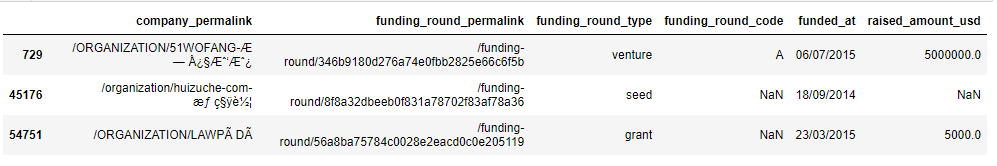 company_permalink funding_round_permalink funding_round_type funding_round_code funded_at raised_amount_usd
729
/ORGANIZATION/51WOFANG-Æ
— Å¿§Æˆ‘Æˆ¿
/funding-
round/346b9180d276a74e0fbb2825e66c6f5b
venture A 06/07/2015 5000000.0
45176
/organization/huizuche-com-
æƒ ç§Ÿè½¦
/funding-
round/8f8a32dbeeb0f831a78702f83af78a36
seed NaN 18/09/2014 NaN
54751
/ORGANIZATION/LAWPÃ DÃ
/funding-
round/56a8ba75784c0028e2eacd0c0e205119
grant NaN 23/03/2015 5000.0